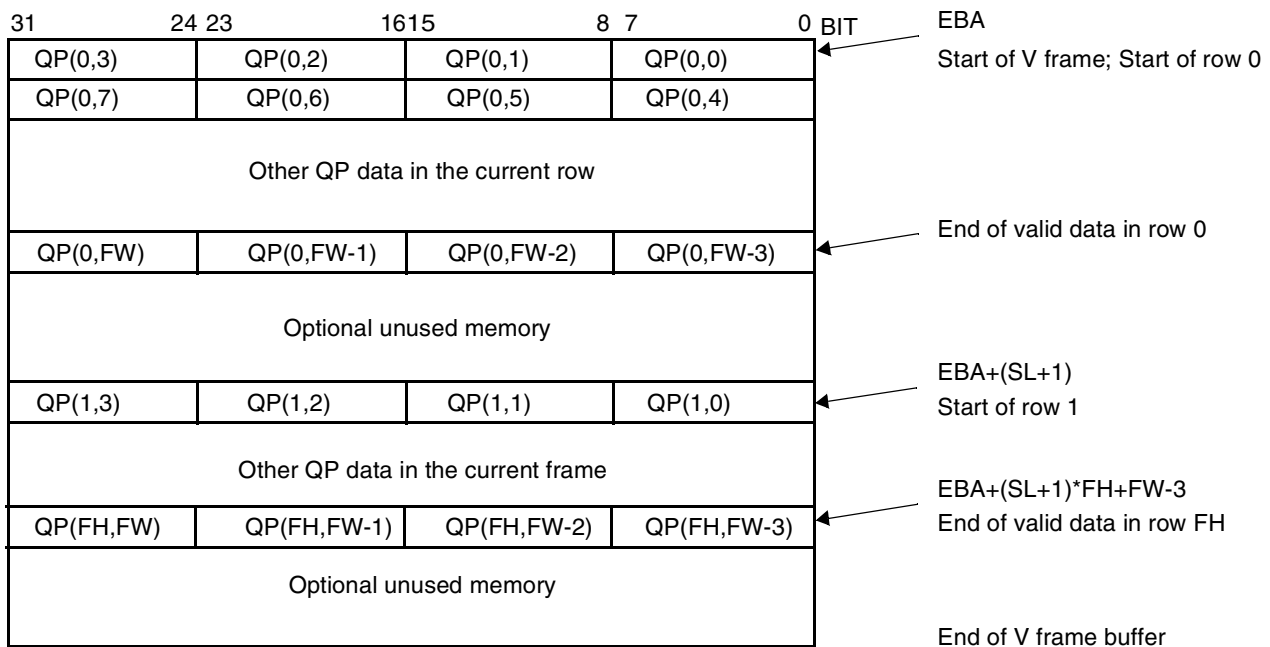 31 24 23 1615 8 7 0 BIT
EBA
QP(0,3) QP(0,2) QP(0,1) QP(0,0)
Start of V frame; Start of row 0
QP(0,7) QP(0,6) QP(0,5) QP(0,4)
Other QP data in the current row
End of valid data in row 0
QP(0,FW) QP(0,FW-1) QP(0,FW-2) QP(0,FW-3)
Optional unused memory
EBA+(SL+1)
QP(1,3) QP(1,2) QP(1,1) QP(1,0)
Start of row 1
Other QP data in the current frame
EBA+(SL+1)*FH+FW-3
QP(FH,FW) QP(FH,FW-1) QP(FH,FW-2) QP(FH,FW-3)
End of valid data in row FH
Optional unused memory
End of V frame buffer